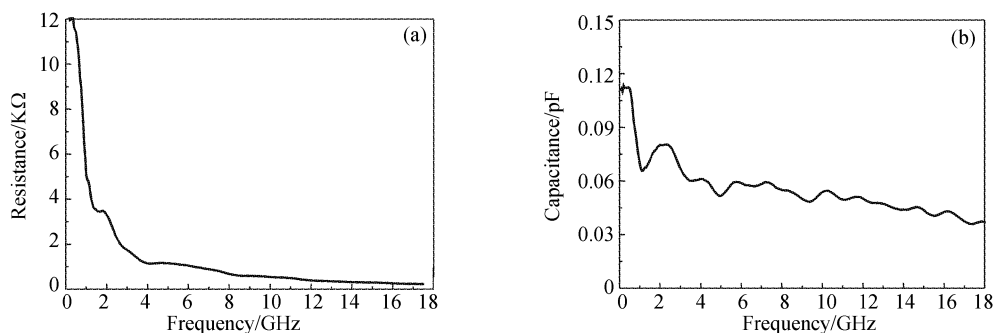 (a)
Resistance/KΩ
12
10
8
6
4
2
0
0 2 4 6 8 10 12 14 16 18
Frequency/GHz
(b)
Capacitance/pF
0.15
0.12
0.09
0.06
0.03
0
0 2 4 6 8 10 12 14 16 18
Frequency/GHz